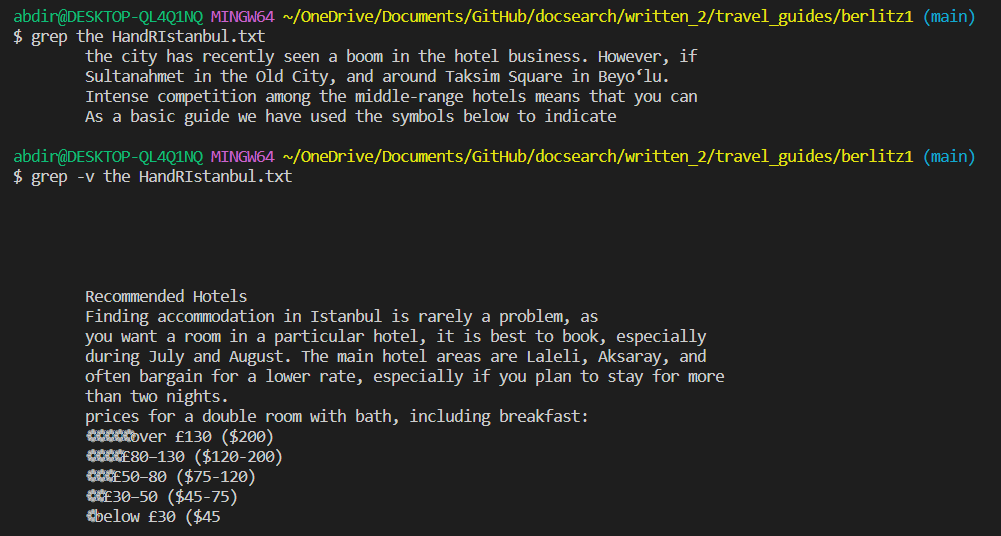 abdir@DESKTOP-QL4Q1NQ MINGW64 ~/OneDrive/Documents/GitHub/docsearch/written_2/travel_guides/berlitz1 (main)
$ grep the HandRIstanbul.txt
the city has recently seen a boom in the hotel business. However, if
Sultanahmet in the Old City, and around Taksim Square in Beyo‘lu.
Intense competition among the middle-range hotels means that you can
As a basic guide we have used the symbols below to indicate
abdir@DESKTOP-QL4Q1NQ MINGW64 ~/OneDrive/Documents/GitHub/docsearch/written_2/travel_guides/berlitz1 (main)
$ grep -v the HandRIstanbul.txt
Recommended Hotels
Finding accommodation in Istanbul is rarely a problem, as
you want a room in a particular hotel, it is best to book, especially
during July and August. The main hotel areas are Laleli, Aksaray, and
often bargain for a lower rate, especially if you plan to stay for more
than two nights.
prices for a double room with bath, including breakfast:
❁❁❁❁❁over £130 ($200)
❁❁❁❁£80–130 ($120-200)
❁❁❁£50–80 ($75-120)
❁❁£30–50 ($45-75)
❁below £30 ($45